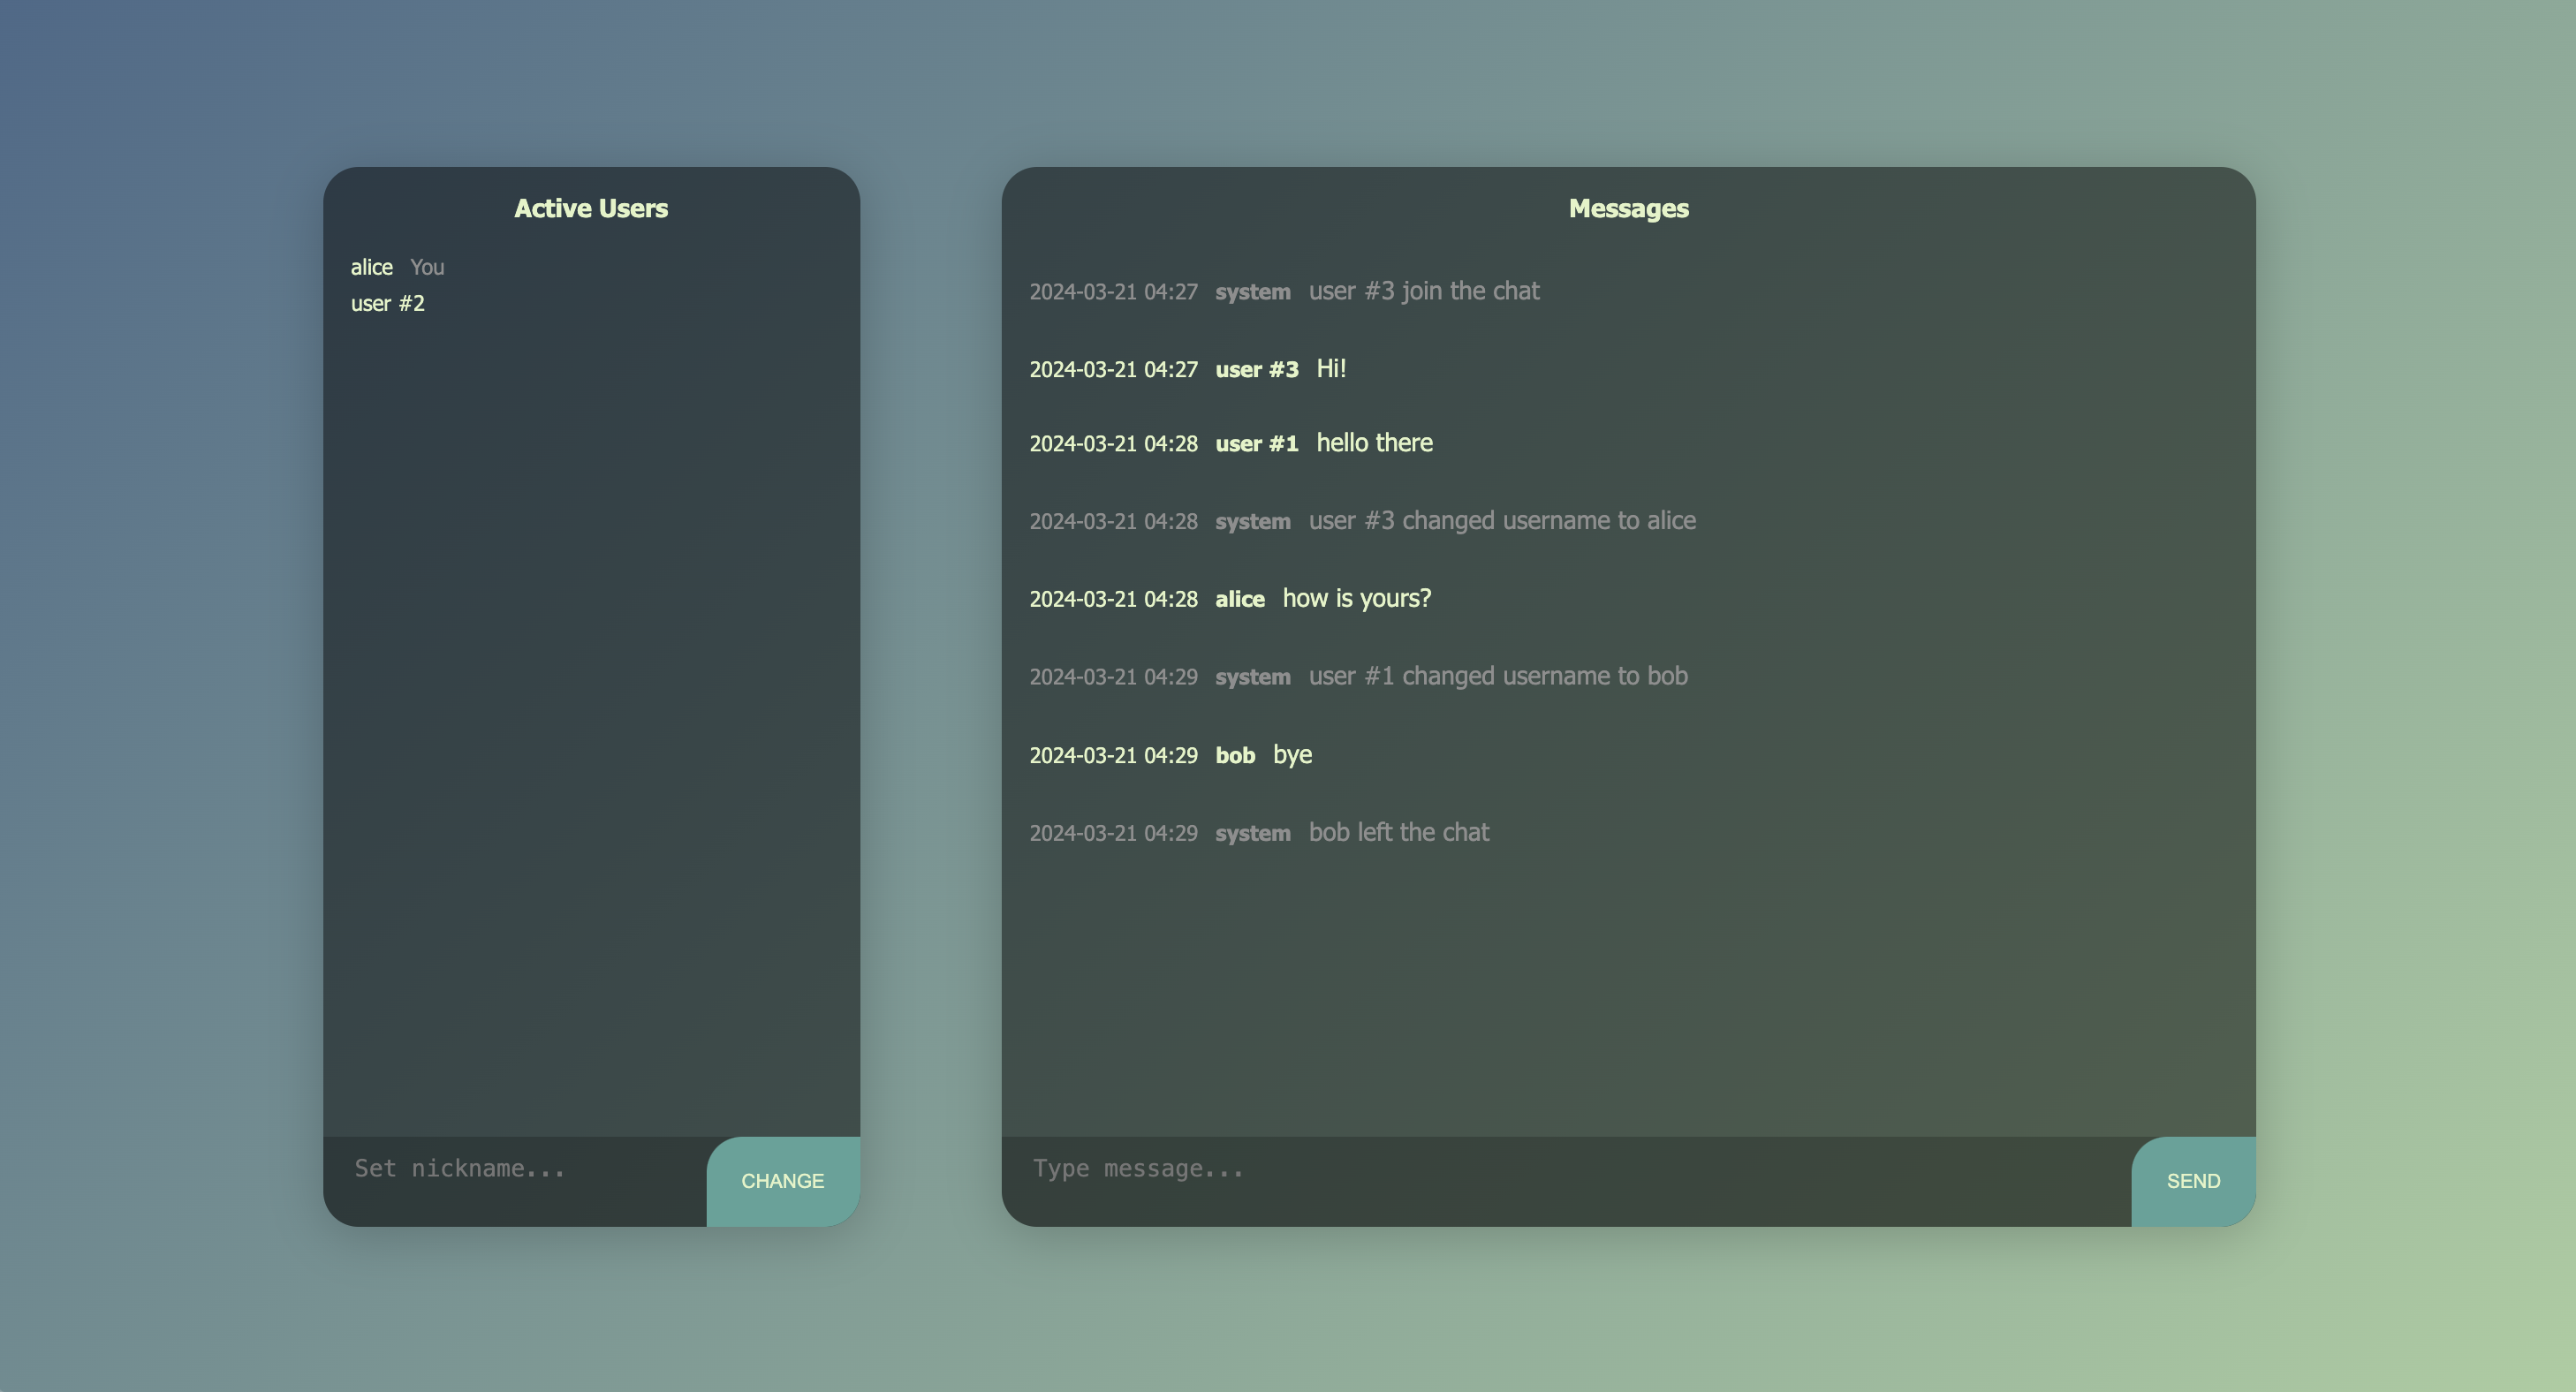 Active Users
alice You
user #2
Set nickname...
CHANGE
Messages
2024-03-21 04:27 system user #3 join the chat
2024-03-21 04:27 user #3 Hi!
2024-03-21 04:28 user #1 hello there
2024-03-21 04:28 system user #3 changed username to alice
2024-03-21 04:28 alice how is yours?
2024-03-21 04:29 system user #1 changed username to bob
2024-03-21 04:29 bob bye
2024-03-21 04:29 system bob left the chat
Type message...
SEND